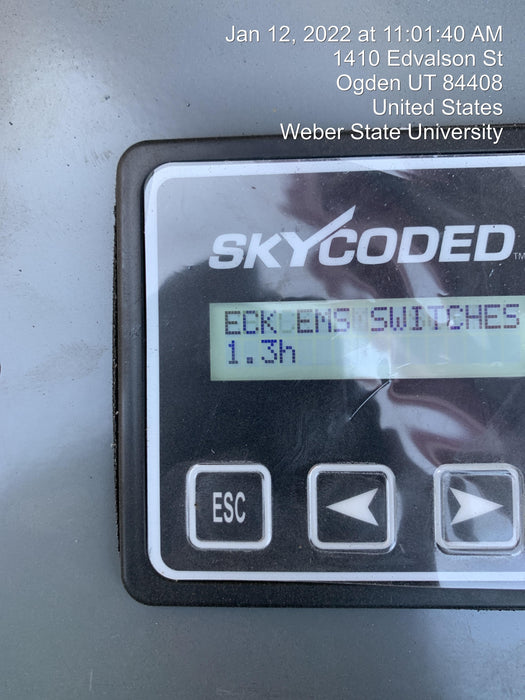 Jan 12, 2022 at 11:01:40 AM
1410 Edvalson St
Ogden UT 84408
United States
Weber State University
SKYCODED™
ECK EMS SWITCHES
1.3h
ESC